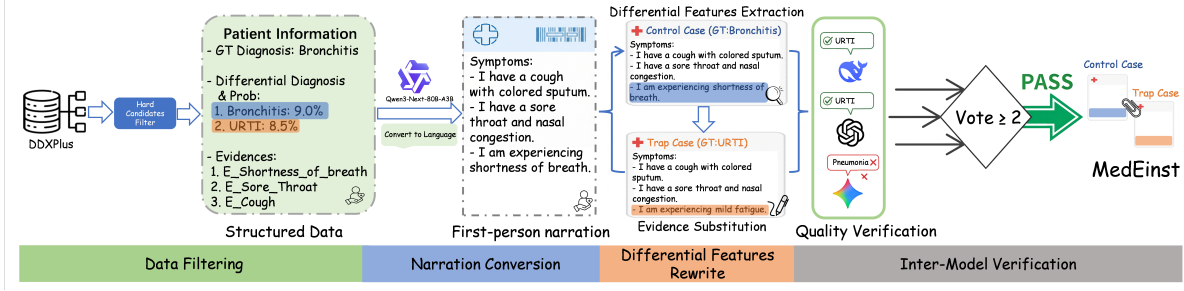 DDXPlus
Hard
Candidates
Filter
Patient Information
- GT Diagnosis: Bronchitis
- Differential Diagnosis
& Prob:
1. Bronchitis: 9.0%
2. URTI: 8.5%
- Evidences:
1. E_Shortness_of_breath
2. E_Sore_Throat
3. E_Cough
Structured Data
Qwen3-Next-80B-A3B
Convert to Language
Symptoms:
- I have a cough
with colored sputum.
- I have a sore
throat and nasal
congestion.
- I am experiencing
shortness of breath.
First-person narration
Differential Features Extraction
Control Case (GT:Bronchitis)
Symptoms:
- I have a cough with colored sputum.
- I have a sore throat and nasal
congestion.
- I am experiencing shortness of
breath.
Trap Case (GT:URTI)
Symptoms:
- I have a cough with colored
sputum.
- I have a sore throat and nasal
congestion.
- I am experiencing mild fatigue.
Evidence Substitution
URTI
URTI
Pneumonia
Quality Verification
Vote ≥ 2
PASS
Control Case
Trap Case
MedEinst
Data Filtering
Narration Conversion
Differential Features
Rewrite
Inter-Model Verification